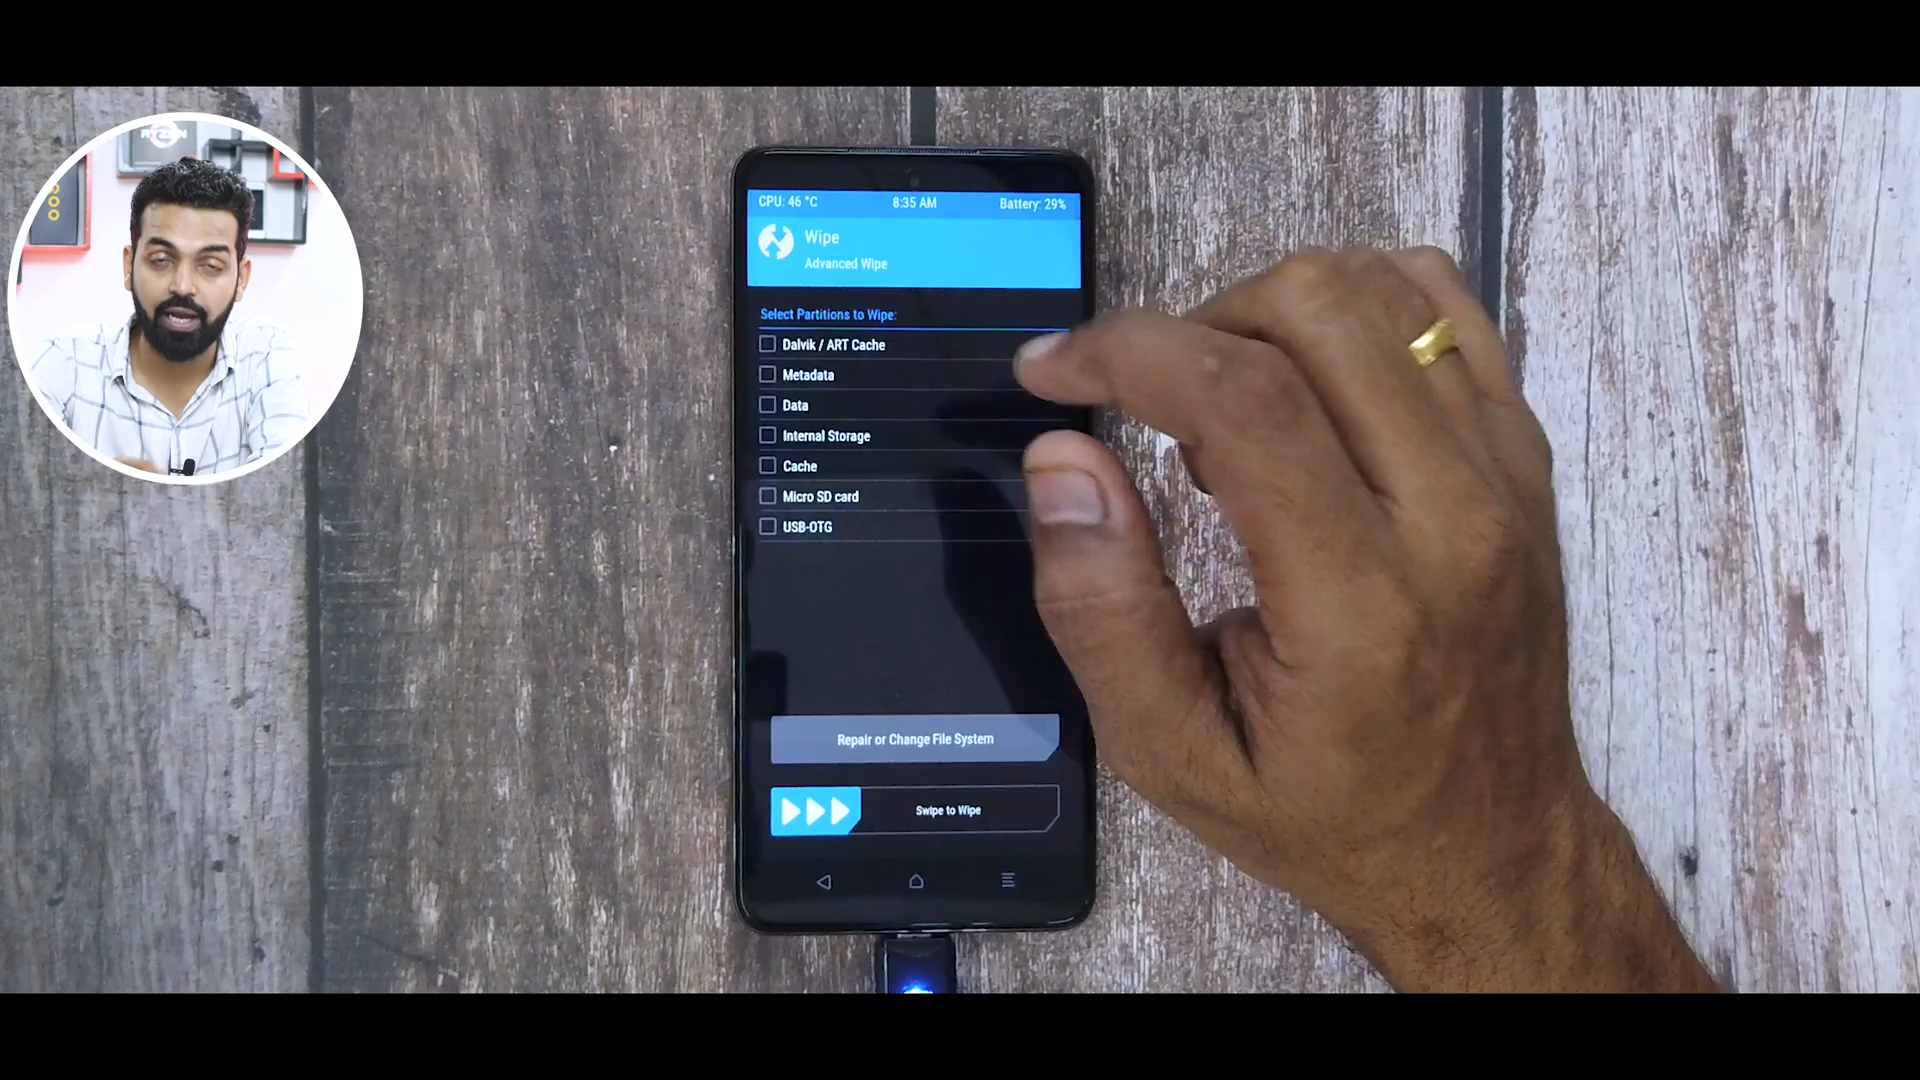 RYZEN
CPU: 46 °C
8:35 AM
Battery: 29%
Wipe
Advanced Wipe
Select Partitions to Wipe:
Dalvik / ART Cache
Metadata
Data
Internal Storage
Cache
Micro SD card
USB-OTG
Repair or Change File System
Swipe to Wipe